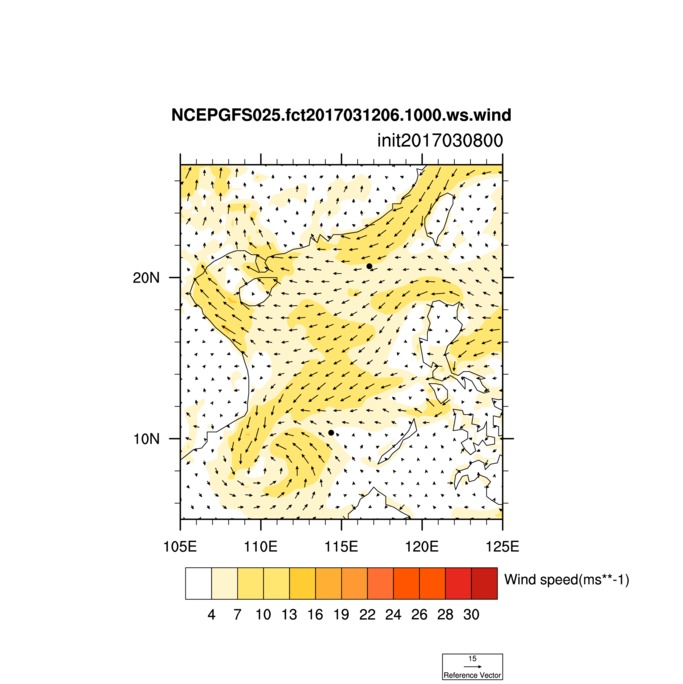 NCEPGFS025.fct2017031206.1000.ws.wind
init2017030800
20N
10N
105E 110E 115E 120E 125E
Wind speed(ms**-1)
4 7 10 13 16 19 22 24 26 28 30
15
Reference Vector